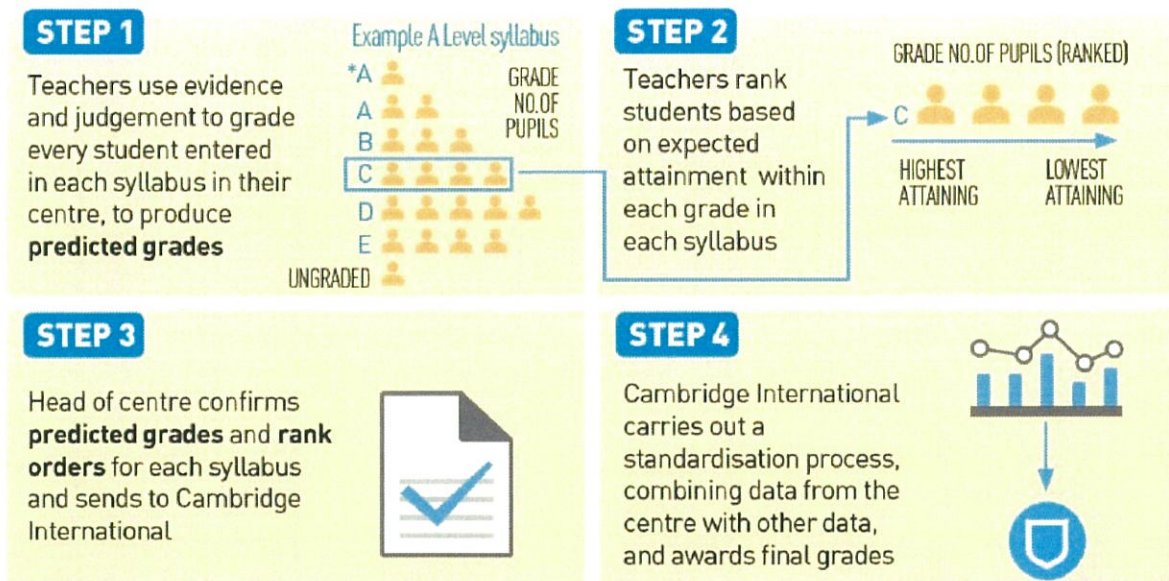 STEP 1
Teachers use evidence
and judgement to grade
every student entered
in each syllabus in their
centre, to produce
predicted grades
Example A Level syllabus
*A
A
B
C
D
E
UNGRADED
GRADE
NO.OF
PUPILS
STEP 2
Teachers rank
students based
on expected
attainment within
each grade in
each syllabus
GRADE NO.OF PUPILS (RANKED)
C
HIGHEST
ATTAINING
LOWEST
ATTAINING
STEP 3
Head of centre confirms
predicted grades and rank
orders for each syllabus
and sends to Cambridge
International
STEP 4
Cambridge International
carries out a
standardisation process,
combining data from the
centre with other data,
and awards final grades